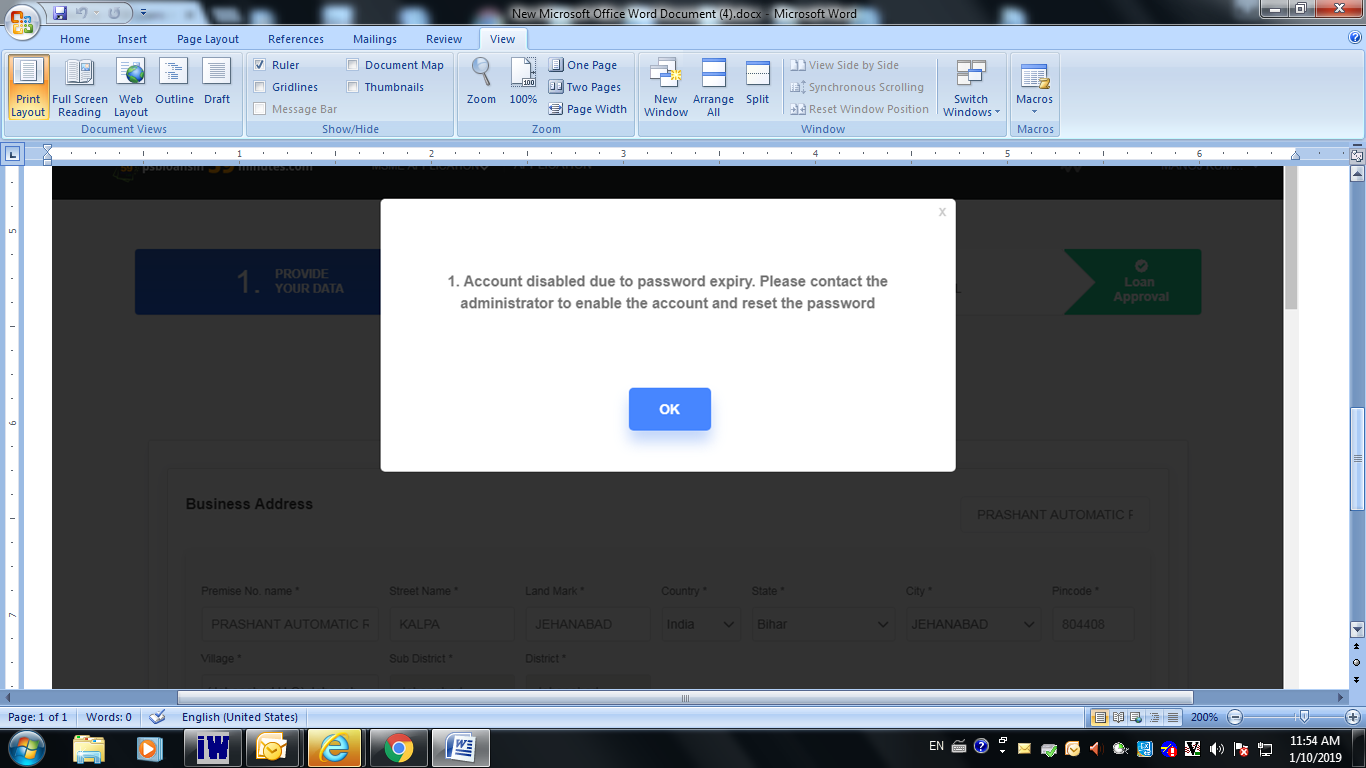 New Microsoft Office Word Document (4).docx - Microsoft Word
Home Insert Page Layout References Mailings Review View
Print Layout
Full Screen Reading
Web Layout
Outline
Draft
Document Views
Ruler
Gridlines
Message Bar
Document Map
Thumbnails
Show/Hide
Zoom
100%
One Page
Two Pages
Page Width
Zoom
New Window
Arrange All
Split
View Side by Side
Synchronous Scrolling
Reset Window Position
Window
Switch Windows
Macros
Macros
1 2 3 4 5 6
5
6
7
x
1. PROVIDE
YOUR DATA
Loan
Approval
1. Account disabled due to password expiry. Please contact the
administrator to enable the account and reset the password
OK
Business Address
PRASHANT AUTOMATIC
Premise No. name * Street Name * Land Mark * Country * State * City * Pincode *
PRASHANT AUTOMATIC KALPA JEHANABAD India Bihar JEHANABAD 804408
Village * Sub District * District *
Page: 1 of 1 Words: 0 English (United States) 200%
EN 11:54 AM
1/10/2019